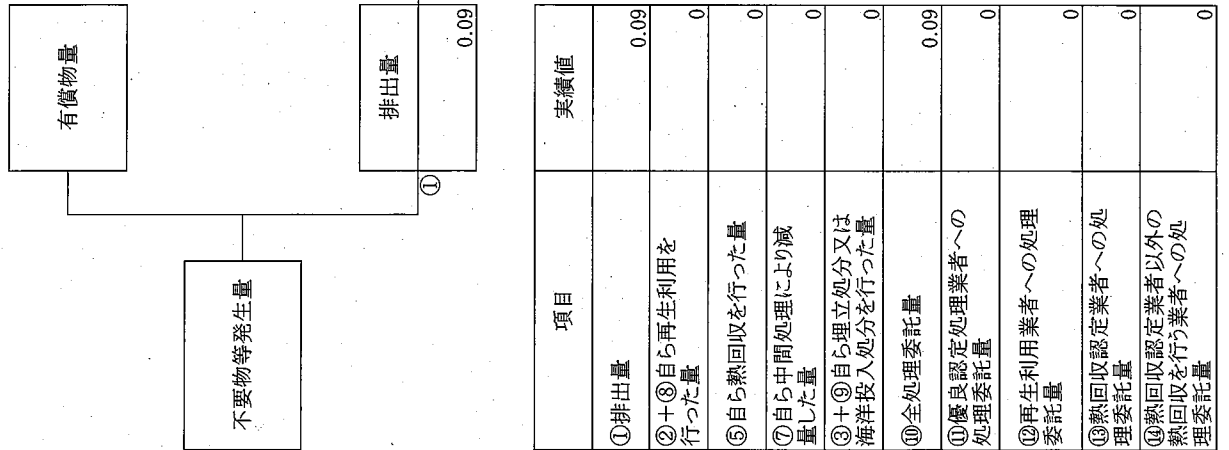 不要物等発生量
有償物量
①
排出量
0.09
項目
実績値
①排出量
0.09
②+⑧自ら再生利用を
行った量
0
⑤自ら熱回収を行った量
0
⑦自ら中間処理により減
量した量
0
③+⑨自ら埋立処分又は
海洋投入処分を行った量
0
⑩全処理委託量
0.09
⑪優良認定処理業者への
処理委託量
0
⑫再生利用業者への処理
委託量
0
⑬熱回収認定業者への処
理委託量
0
⑭熱回収認定業者以外の
熱回収を行う業者への処
理委託量
0